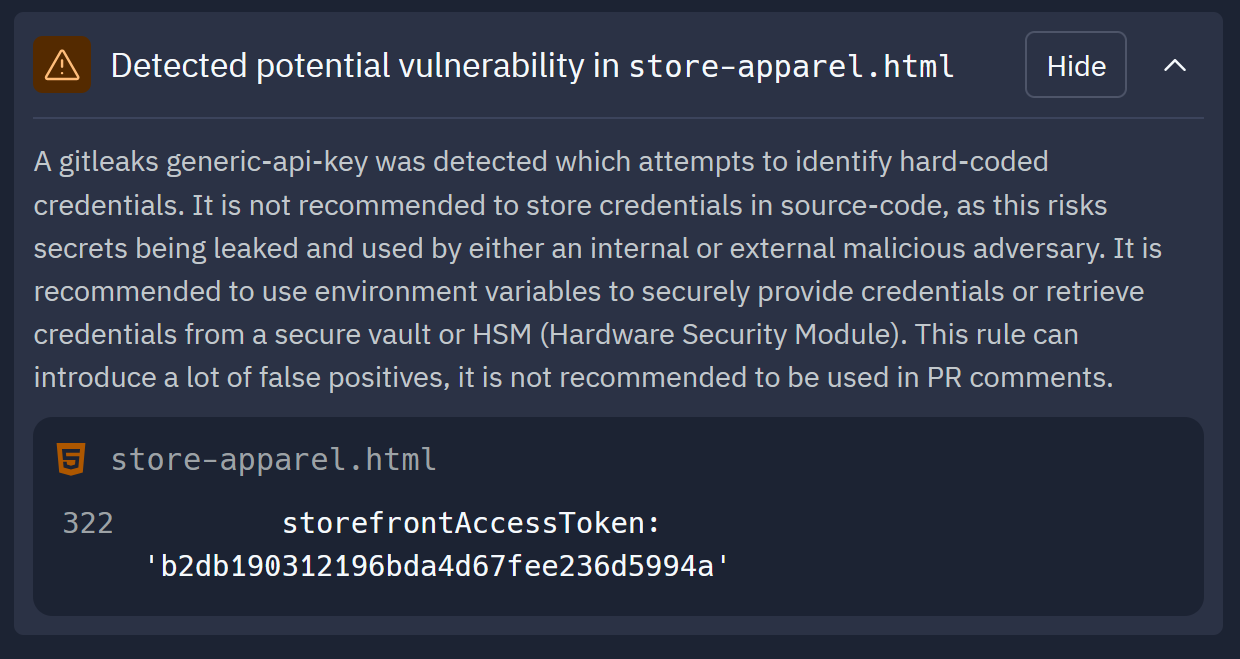 Detected potential vulnerability in store-apparel.html
Hide
A gitleaks generic-api-key was detected which attempts to identify hard-coded
credentials. It is not recommended to store credentials in source-code, as this risks
secrets being leaked and used by either an internal or external malicious adversary. It is
recommended to use environment variables to securely provide credentials or retrieve
credentials from a secure vault or HSM (Hardware Security Module). This rule can
introduce a lot of false positives, it is not recommended to be used in PR comments.
store-apparel.html
322 storefrontAccessToken:
'b2db190312196bda4d67fee236d5994a'